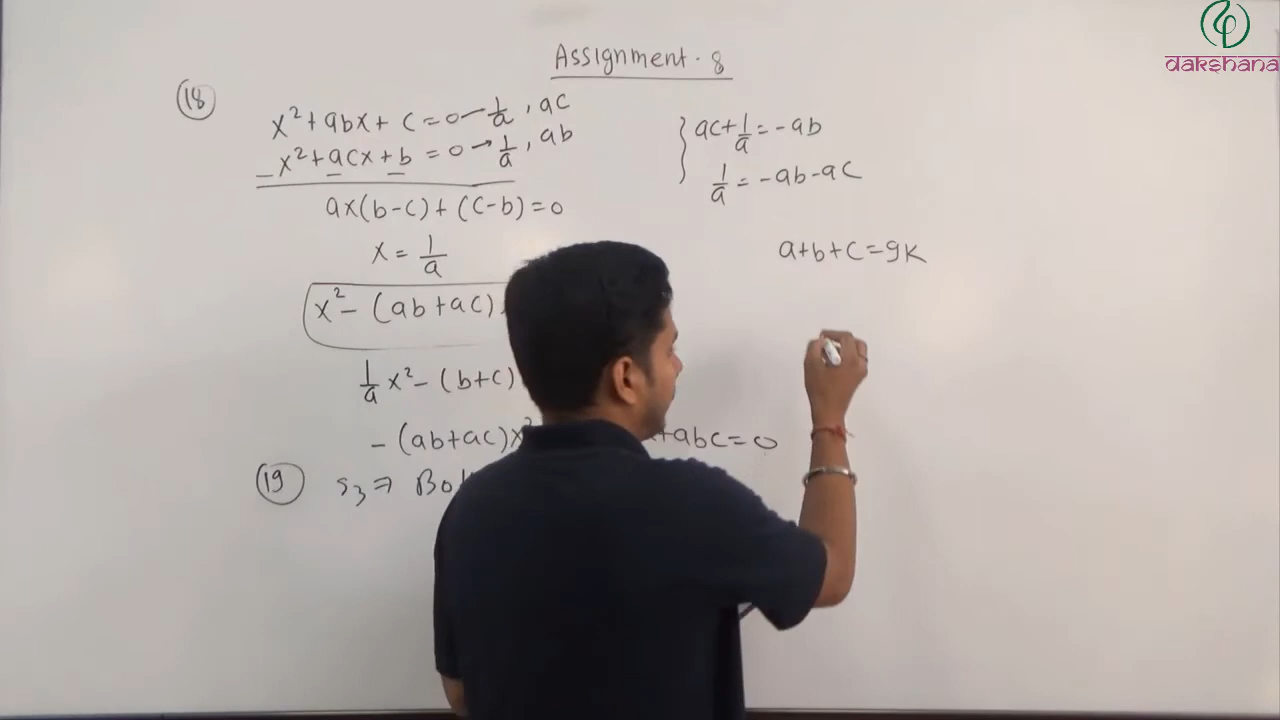 dakshana
Assignment - 8
(18)
x² + abx + c = 0 — 1/a, ac
– x² + acx + b = 0 → 1/a, ab
ax(b-c) + (c-b) = 0
x = 1/a
x² - (ab+ac)
1/a x² - (b+c)
- (ab+ac)x² +abc=0
ac + 1/a = -ab
1/a = -ab-ac
a+b+c=9K
(19) S₃ ⇒